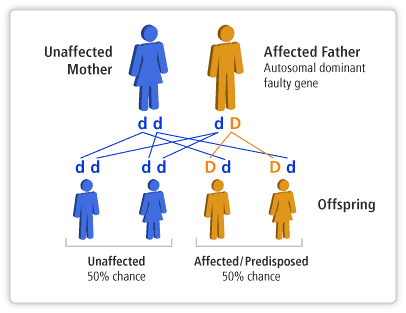 Unaffected
Mother
Affected Father
Autosomal dominant
faulty gene
d d d D
d d d d D d D d
Offspring
Unaffected
50% chance
Affected/Predisposed
50% chance